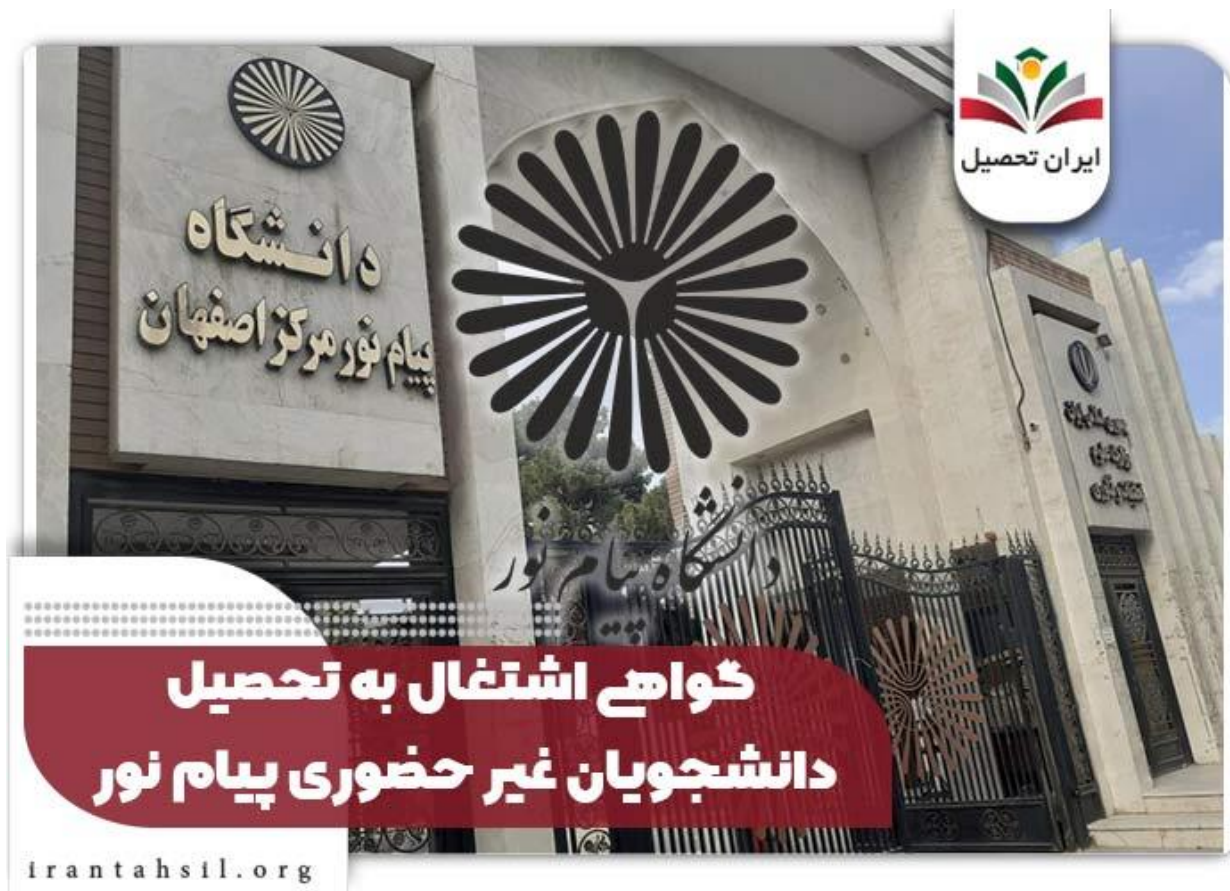 ایران تحصیل
دانشگاه
پیام نور مرکز اصفهان
دانشگاه پیام نور
گواهی اشتغال به تحصیل
دانشجویان غیر حضوری پیام نور
irantahsil.org